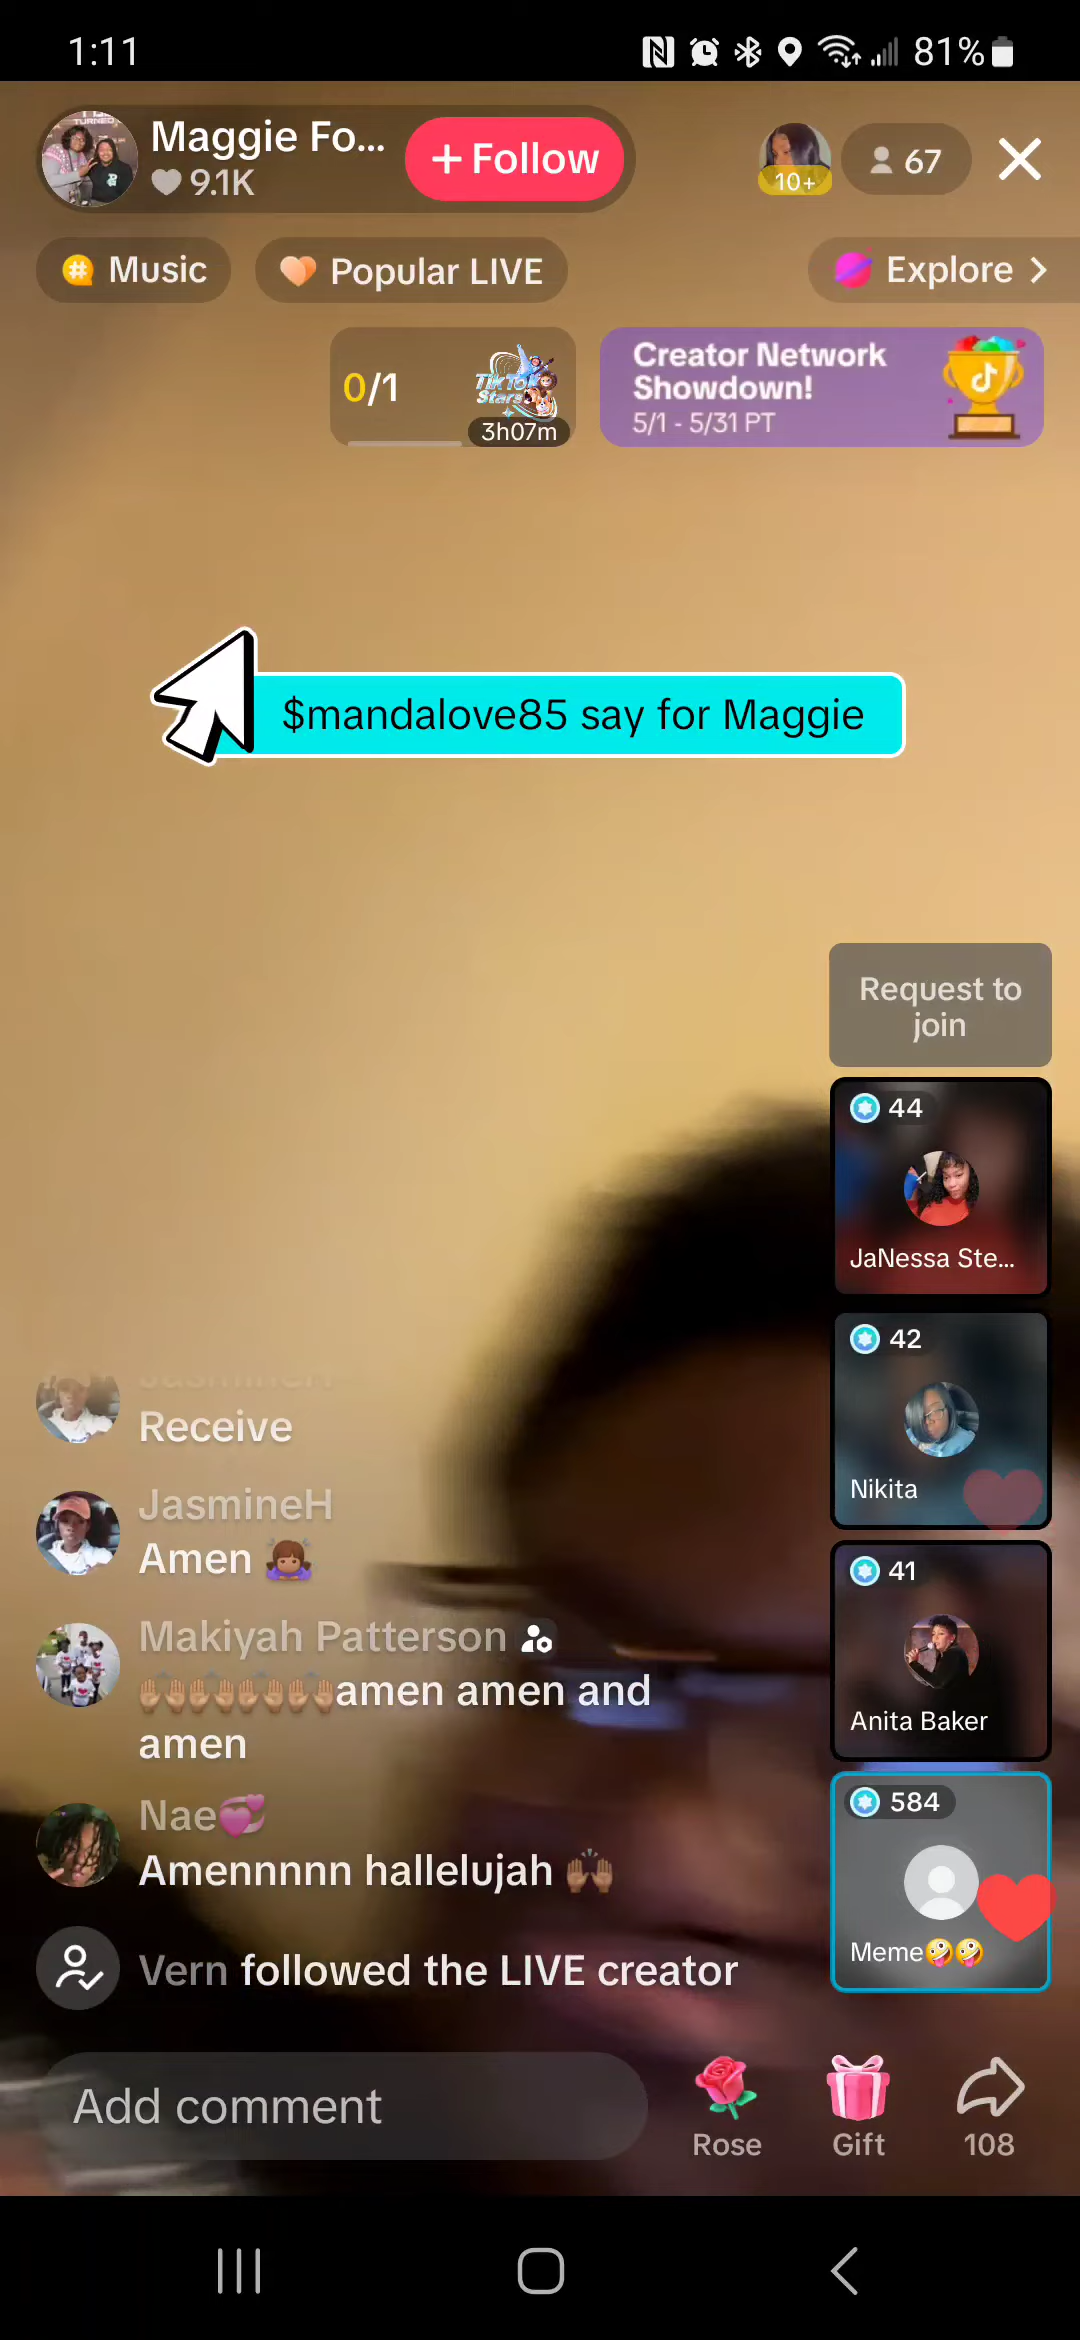 1:11
81%
Maggie Fo...
9.1K
+ Follow
10+
67
Music
Popular LIVE
Explore >
0/1
TikTok
Stars
3h07m
Creator Network
Showdown!
5/1 - 5/31 PT
$mandalove85 say for Maggie
Request to
join
44
JaNessa Ste...
42
Nikita
41
Anita Baker
584
Meme🤪🤪
JasmineH
Receive
JasmineH
Amen 🙇🏾‍♀️
Makiyah Patterson
🙌🏽🙌🏽🙌🏽🙌🏽amen amen and
amen
Nae💞
Amennnnn hallelujah 🙌🏾
Vern followed the LIVE creator
Add comment
Rose
Gift
108